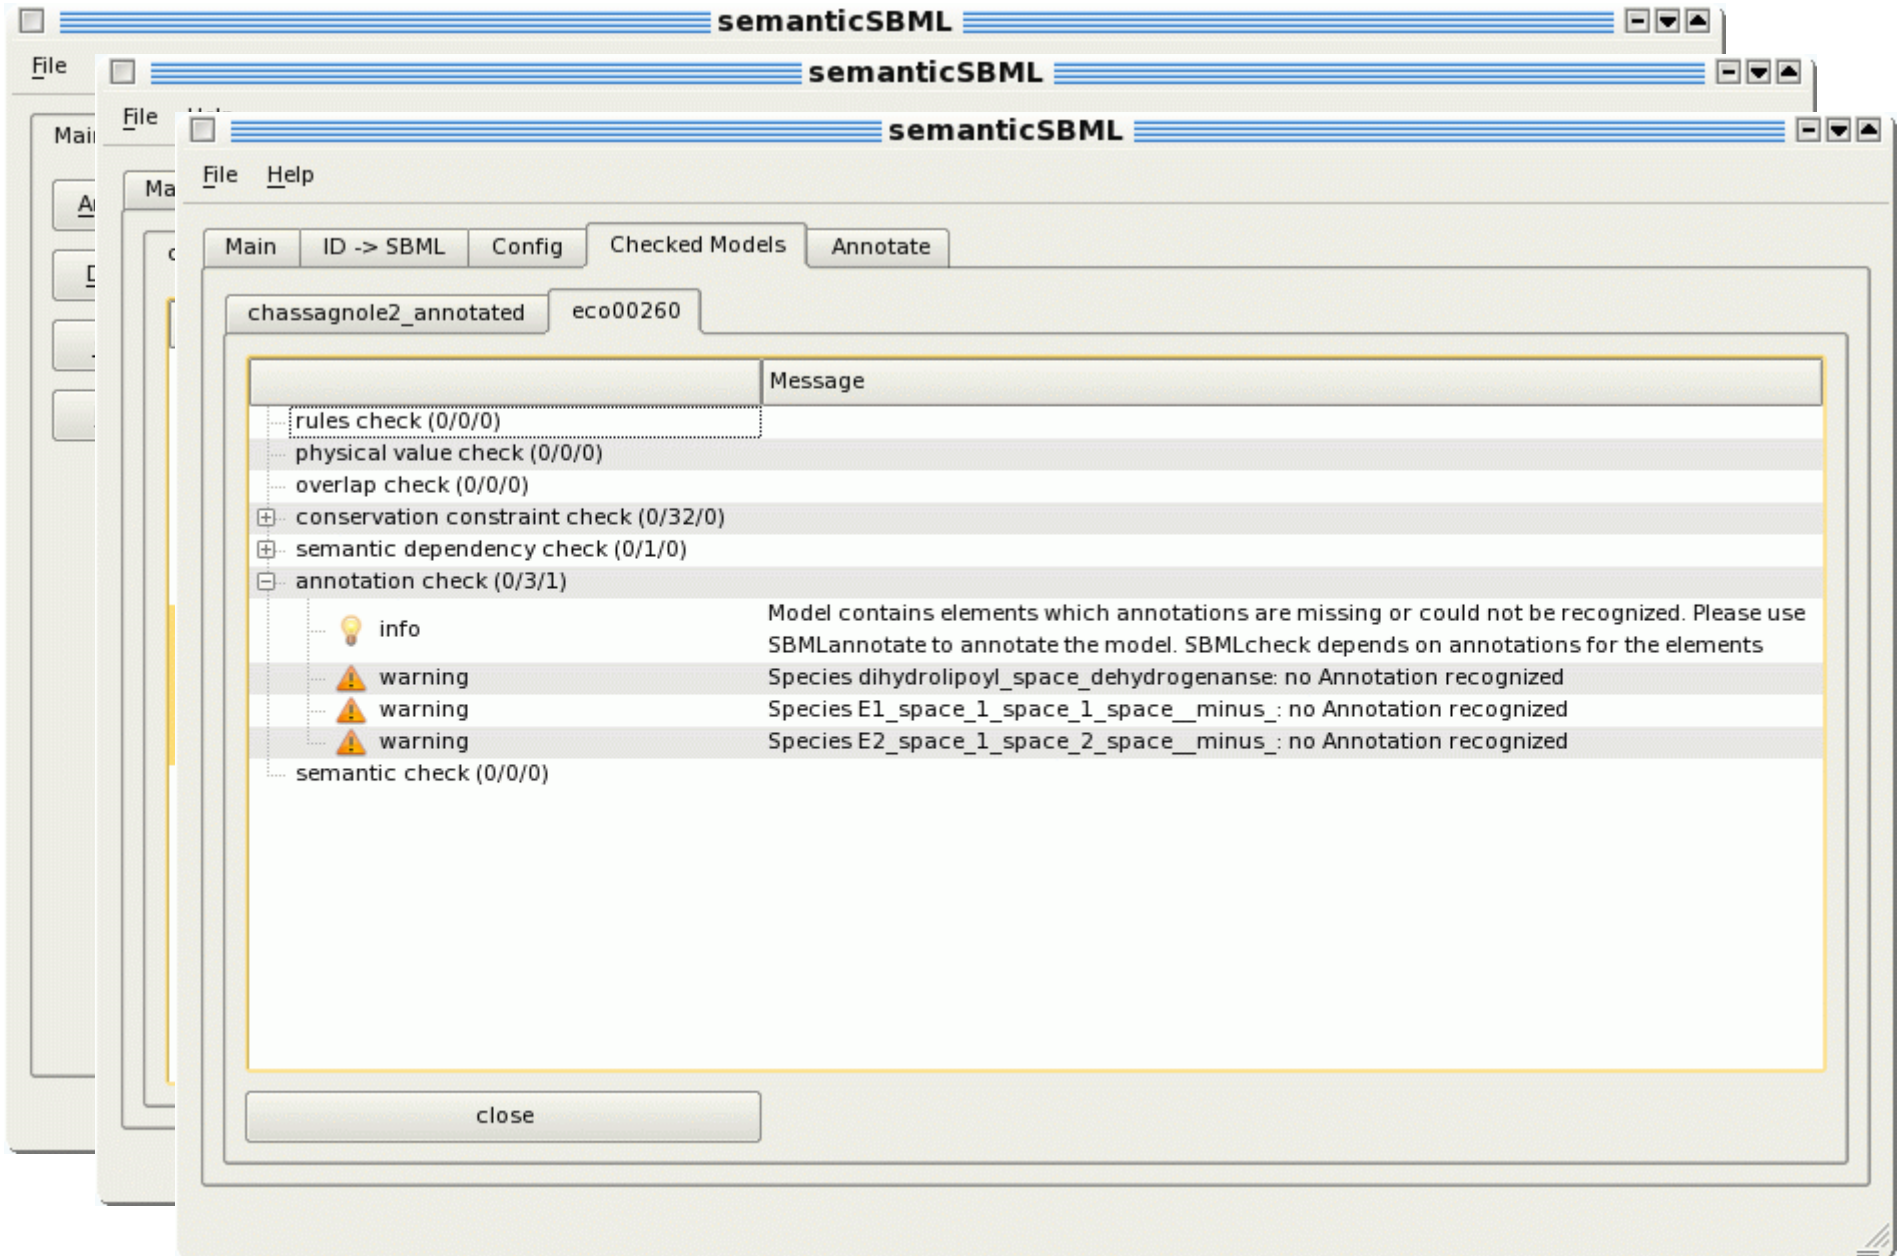 semanticSBML
File
semanticSBML
File
semanticSBML
File Help
Main ID -> SBML Config Checked Models Annotate
chassagnole2_annotated eco00260
Message
rules check (0/0/0)
physical value check (0/0/0)
overlap check (0/0/0)
conservation constraint check (0/32/0)
semantic dependency check (0/1/0)
annotation check (0/3/1)
info Model contains elements which annotations are missing or could not be recognized. Please use
SBMLannotate to annotate the model. SBMLcheck depends on annotations for the elements
warning Species dihydrolipoyl_space_dehydrogenanse: no Annotation recognized
warning Species E1_space_1_space_1_space__minus_: no Annotation recognized
warning Species E2_space_1_space_2_space__minus_: no Annotation recognized
semantic check (0/0/0)
close